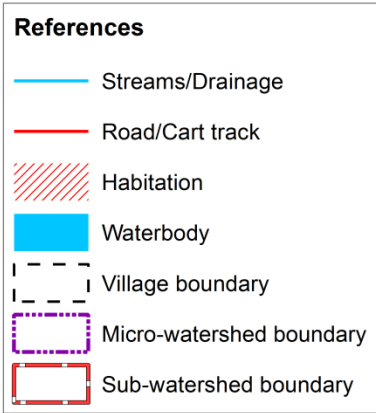 References
Streams/Drainage
Road/Cart track
Habitation
Waterbody
Village boundary
Micro-watershed boundary
Sub-watershed boundary